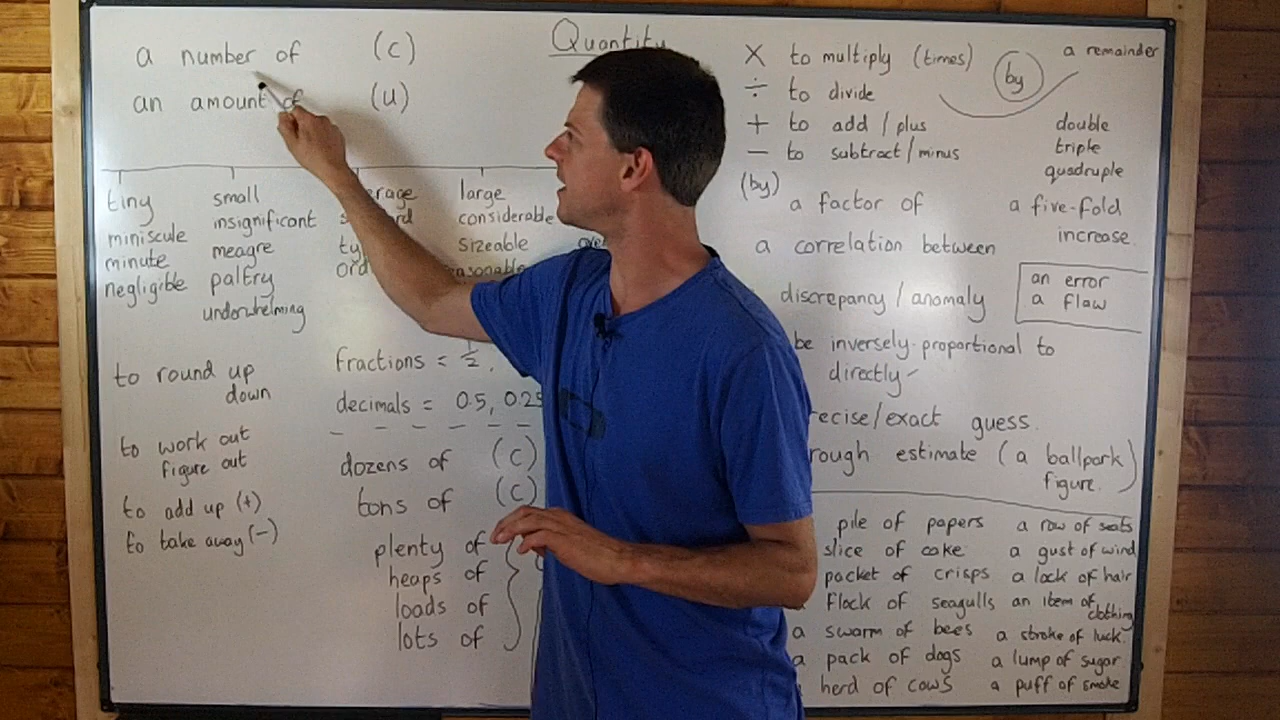 Quantity
a number of (c)
an amount of (u)
tiny
miniscule
minute
negligible
small
insignificant
meagre
paltry
underwhelming
large
considerable
sizeable
to round up
down
to work out
figure out
to add up (+)
to take away (-)
fractions = 1/2,
decimals = 0.5, 0.25
dozens of (c)
tons of (c)
plenty of
heaps of
loads of
lots of
× to multiply (times)
÷ to divide
+ to add / plus
− to subtract / minus
by
a remainder
double
triple
quadruple
(by)
a factor of
a five-fold
increase.
a correlation between
discrepancy / anomaly
an error
a flaw
be inversely-proportional to
directly -
exact guess.
rough estimate (a ballpark
figure.)
pile of papers
slice of cake
packet of crisps
flock of seagulls
a swarm of bees
a pack of dogs
herd of cows
a row of seats
a gust of wind
a lock of hair
an item of
clothing
a stroke of luck.
a lump of sugar
a puff of smoke